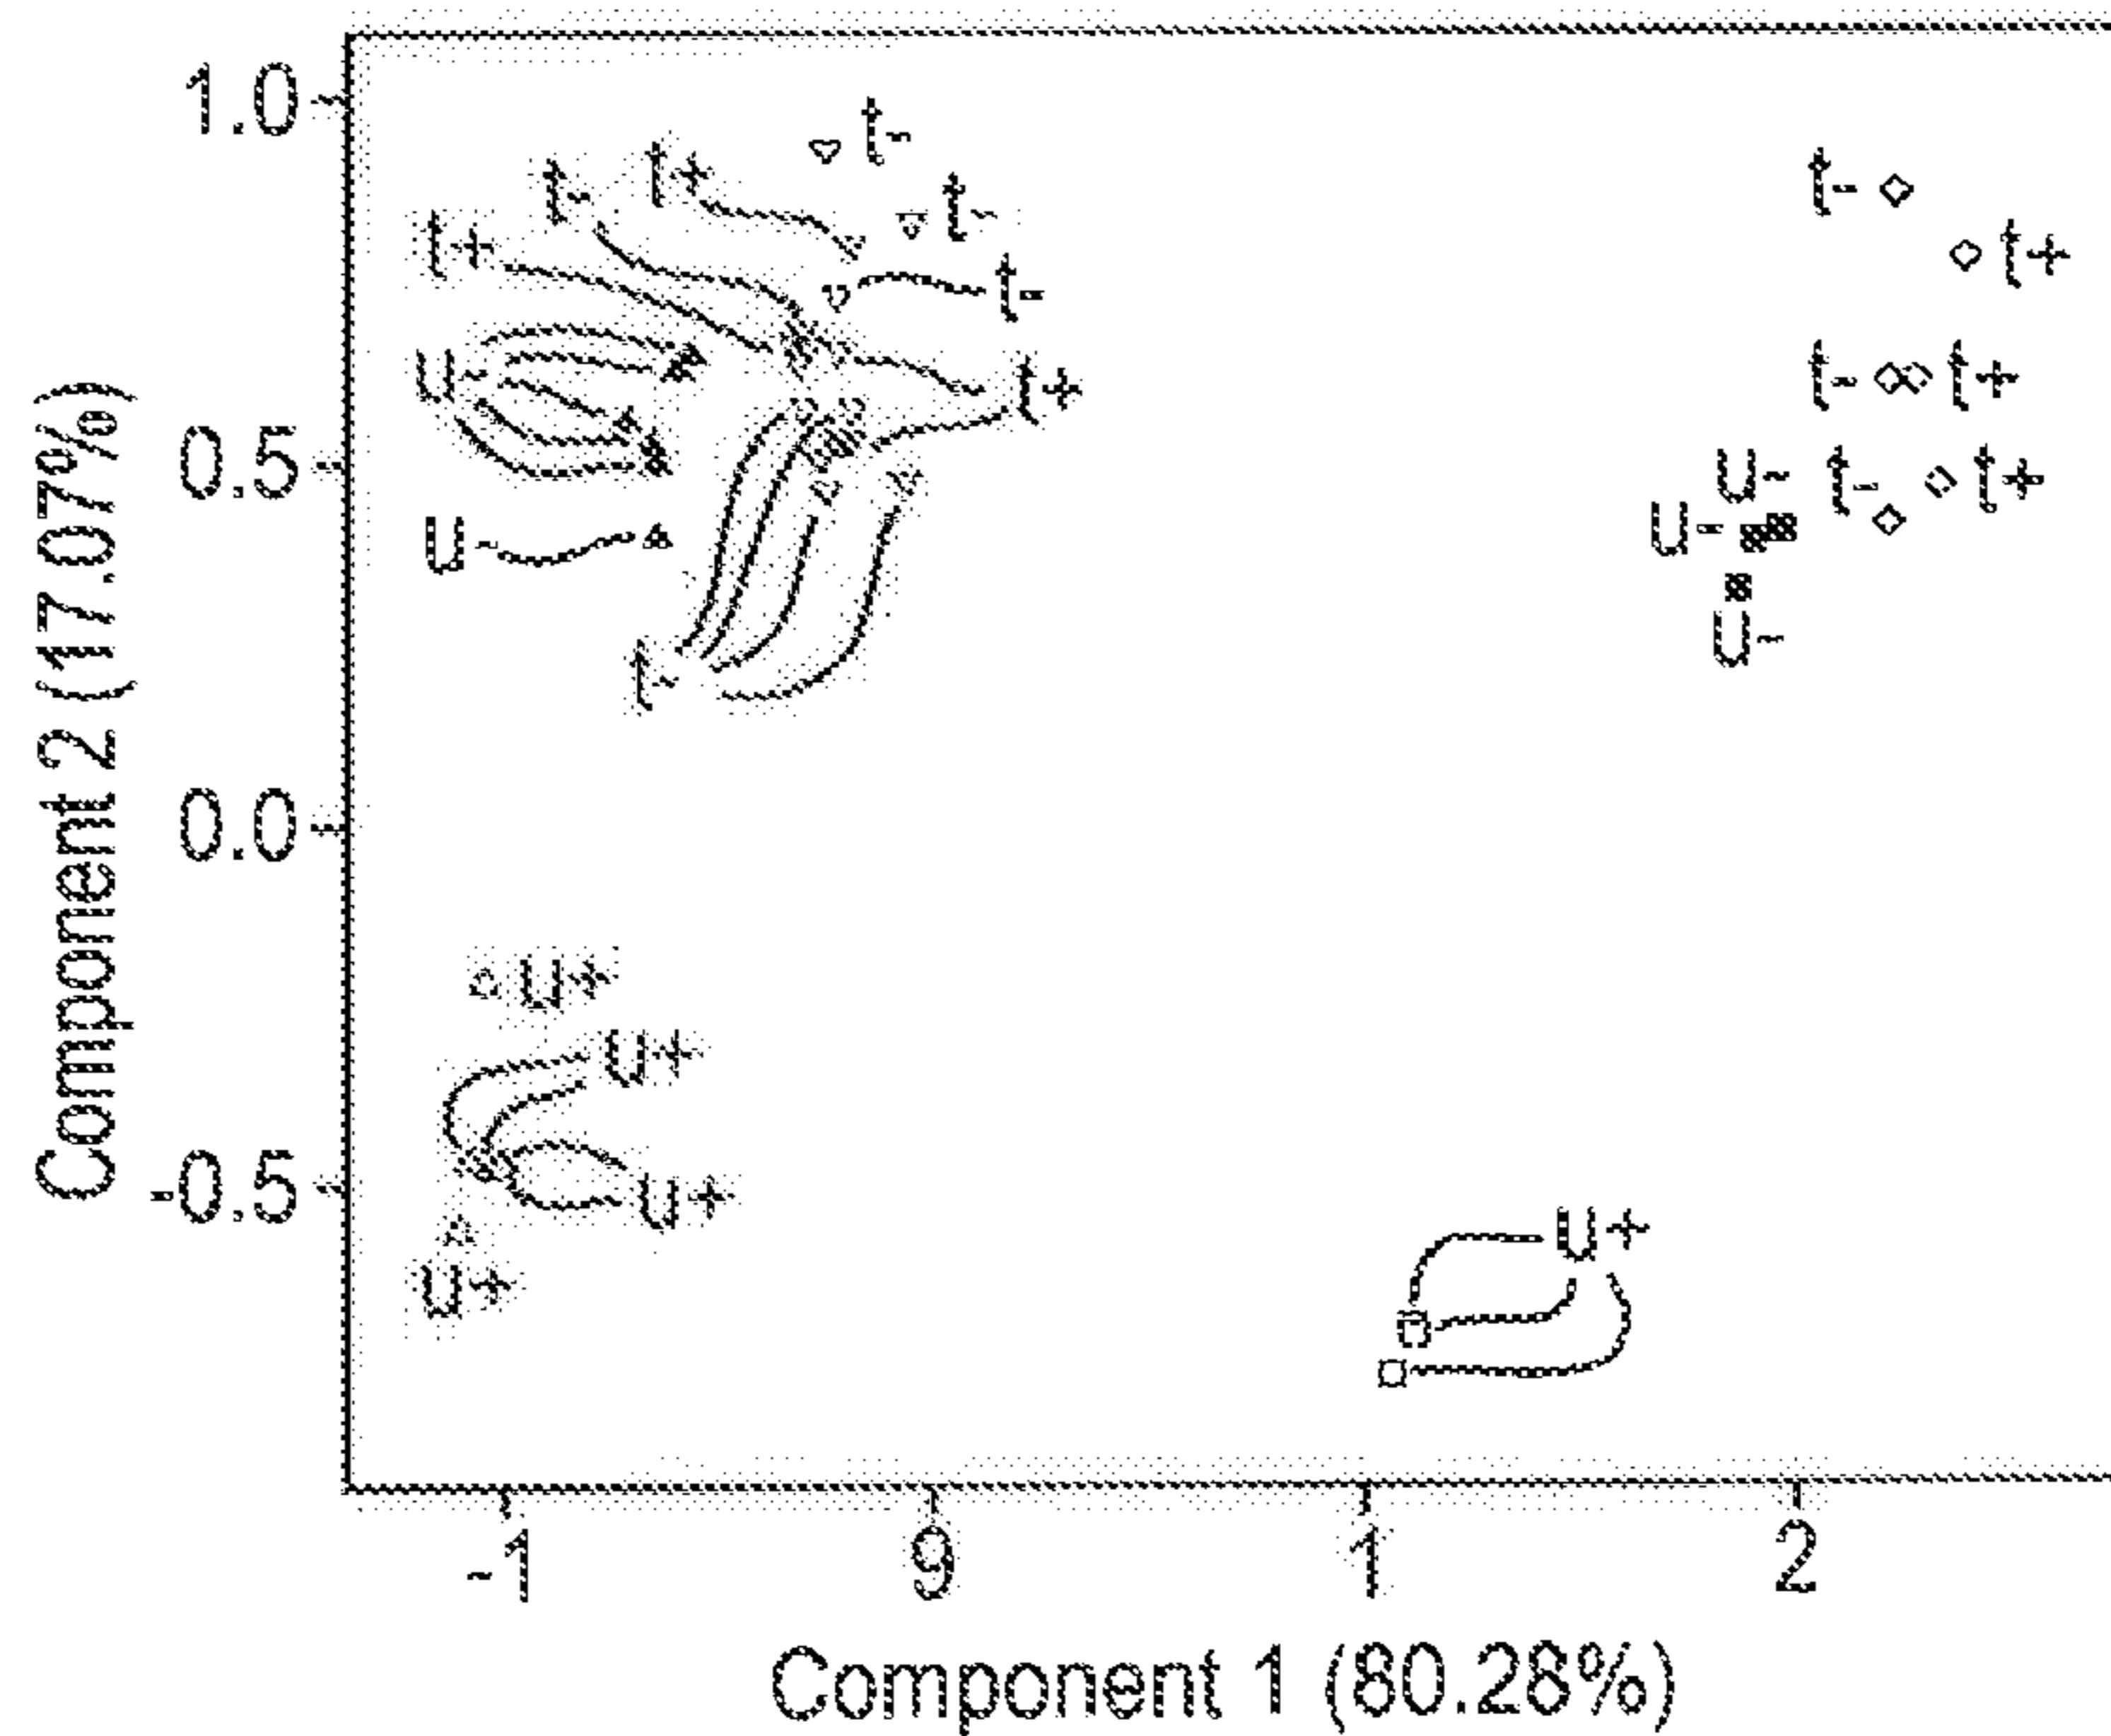 1.0
t-
t+
t-
t-
t-
t+
t+
t-
t+
t-
U-
t+
t-
t+
0.5
U-
t-
t+
U-
U-
U-
t-
Component 2 (17.07%)
0.0
U+
U+
-0.5
U+
U+
U+
-1
9
1
2
Component 1 (80.28%)